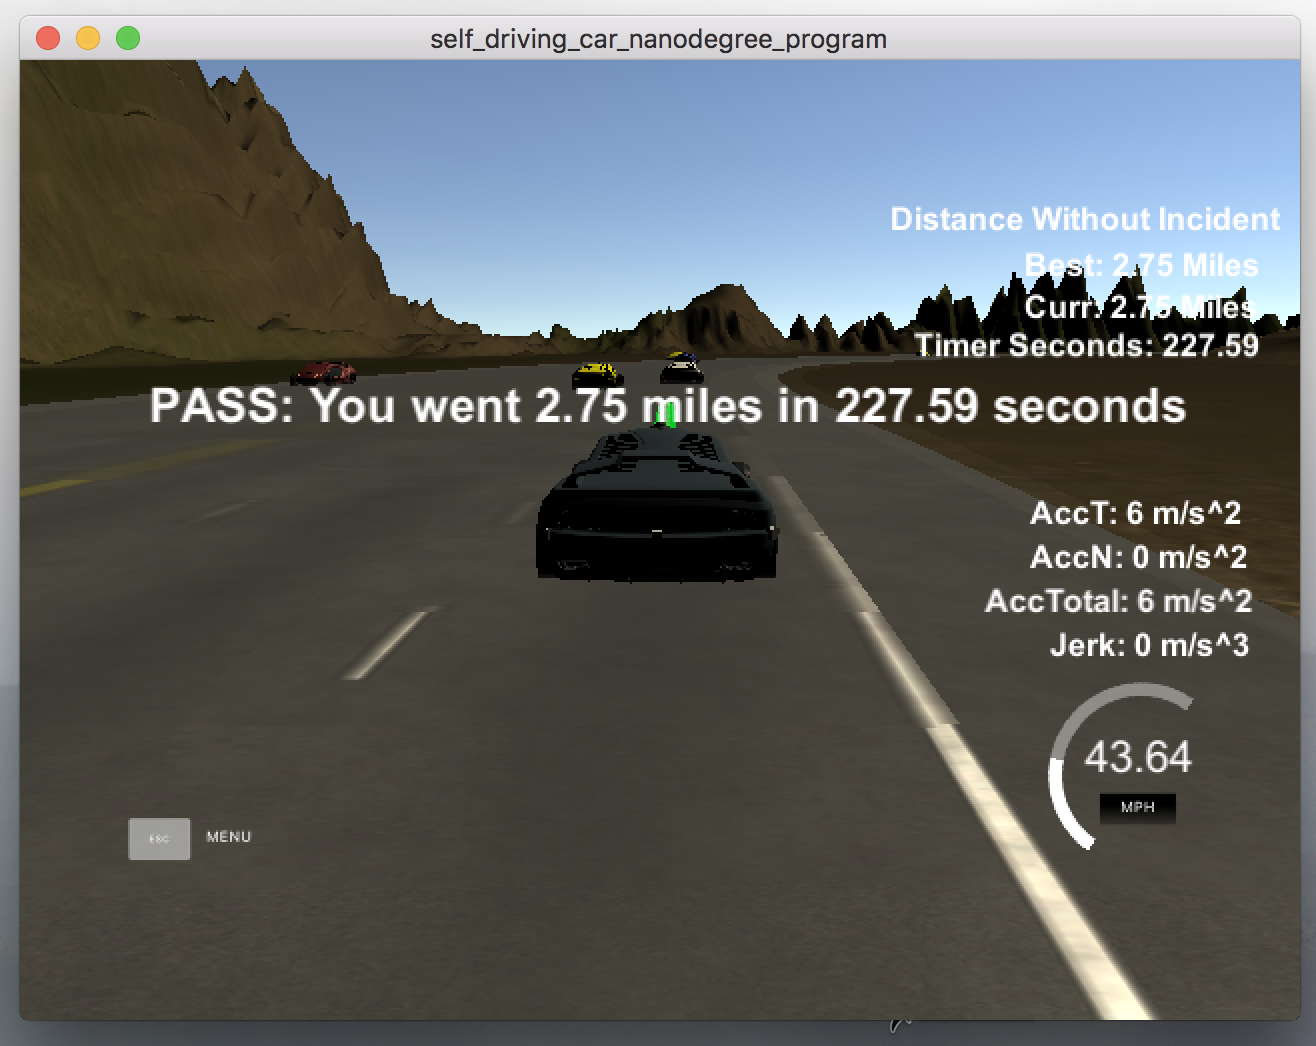 self_driving_car_nanodegree_program
Distance Without Incident
Best: 2.75 Miles
Curr: 2.75 Miles
Timer Seconds: 227.59
PASS: You went 2.75 miles in 227.59 seconds
AccT: 6 m/s^2
AccN: 0 m/s^2
AccTotal: 6 m/s^2
Jerk: 0 m/s^3
43.64
MPH
ESC MENU